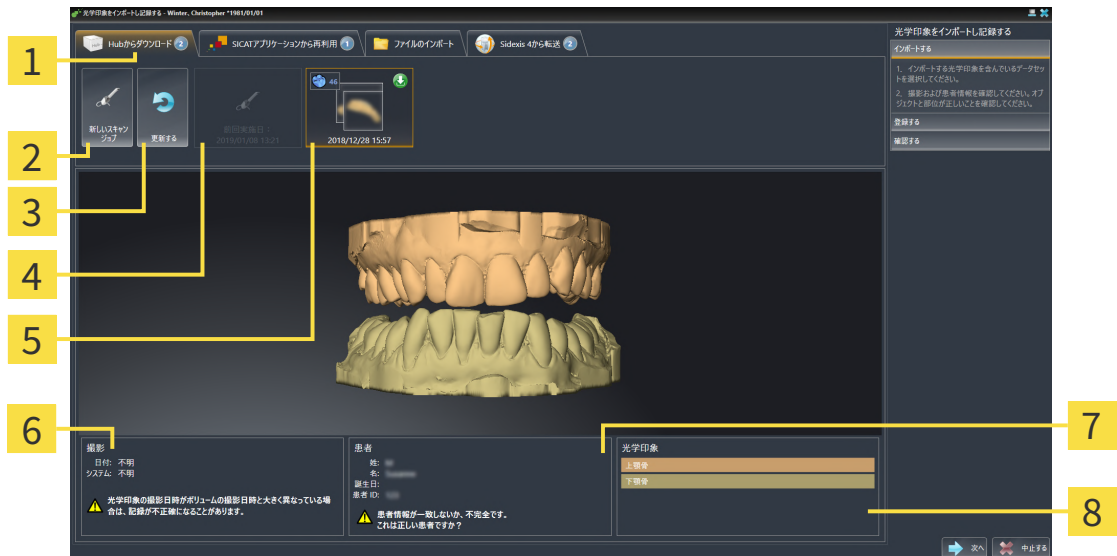 光学印象をインポートし記録する - Winter, Christopher *1981/01/01
Hubからダウンロード 2
SICATアプリケーションから再利用 1
ファイルのインポート
Sidexis 4から転送 2
光学印象をインポートし記録する
インポートする
1. インポートする光学印象を含んでいるデータセッ
トを選択してください。
2. 撮影および患者情報を確認してください。オブ
ジェクトと部位が正しいことを確認してください。
登録する
確認する
1
新しいスキャン
ジョブ
更新する
前回実施日:
2019/01/08 13:21
46
2018/12/28 15:57
2
3
4
5
6
7
8
撮影
日付: 不明
システム: 不明
光学印象の撮影日時がボリュームの撮影日時と大きく異なっている場
合は、記録が不正確になることがあります。
患者
姓:
名:
誕生日:
患者 ID:
患者情報が一致しないか、不完全です。
これは正しい患者ですか?
光学印象
上顎骨
下顎骨
次へ
中止する